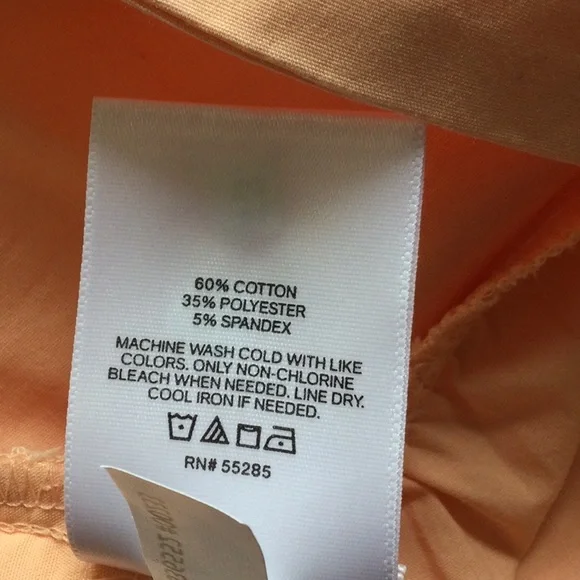 60% COTTON
35% POLYESTER
5% SPANDEX
MACHINE WASH COLD WITH LIKE
COLORS. ONLY NON-CHLORINE
BLEACH WHEN NEEDED. LINE DRY.
COOL IRON IF NEEDED.
RN# 55285